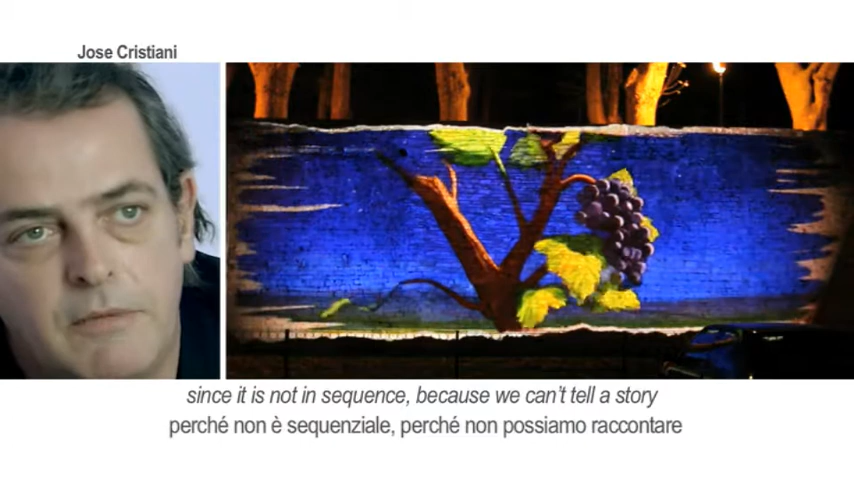 Jose Cristiani
since it is not in sequence, because we can't tell a story
perché non è sequenziale, perché non possiamo raccontare